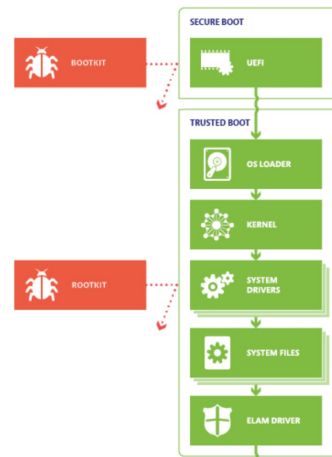 SECURE BOOT
BOOTKIT
UEFI
TRUSTED BOOT
OS LOADER
KERNEL
ROOTKIT
SYSTEM
DRIVERS
SYSTEM FILES
ELAM DRIVER